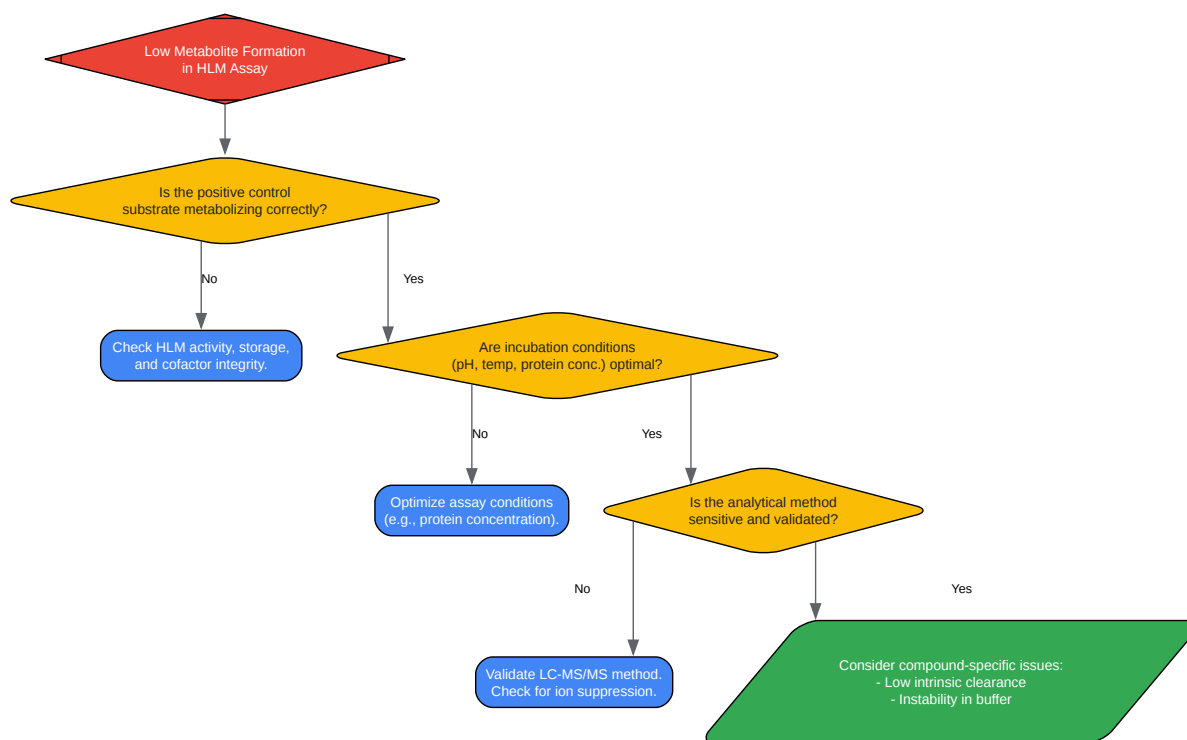 Low Metabolite Formation
in HLM Assay
Is the positive control
substrate metabolizing correctly?
No
Yes
Check HLM activity, storage,
and cofactor integrity.
Are incubation conditions
(pH, temp, protein conc.) optimal?
No
Yes
Optimize assay conditions
(e.g., protein concentration).
Is the analytical method
sensitive and validated?
No
Yes
Validate LC-MS/MS method.
Check for ion suppression.
Consider compound-specific issues:
- Low intrinsic clearance
- Instability in buffer